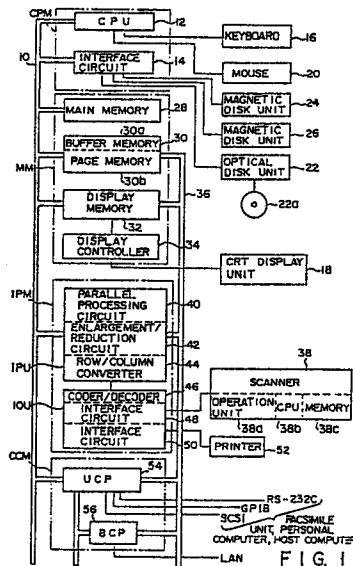 CPM
CPU
12
KEYBOARD
16
10
INTERFACE
CIRCUIT
14
MOUSE
20
MAGNETIC
DISK UNIT
24
MAIN MEMORY
28
MAGNETIC
DISK UNIT
26
30a
BUFFER MEMORY
30
PAGE MEMORY
30b
OPTICAL
DISK UNIT
22
MM
36
22a
DISPLAY
MEMORY
32
DISPLAY
CONTROLLER
34
CRT DISPLAY
UNIT
18
IPM
PARALLEL
PROCESSING
CIRCUIT
40
ENLARGEMENT/
REDUCTION
CIRCUIT
42
IPU
ROW/COLUMN
CONVERTER
44
38
SCANNER
CODER/DECODER
46
IOU
INTERFACE
CIRCUIT
48
OPERATION
UNIT
CPU
MEMORY
38a
38b
38c
INTERFACE
CIRCUIT
50
PRINTER
52
CCM
UCP
54
RS-232C
GPIB
SCSI
FACSIMILE
UNIT, PERSONAL
COMPUTER, HOST COMPUTE
56
BCP
LAN
FIG. 1